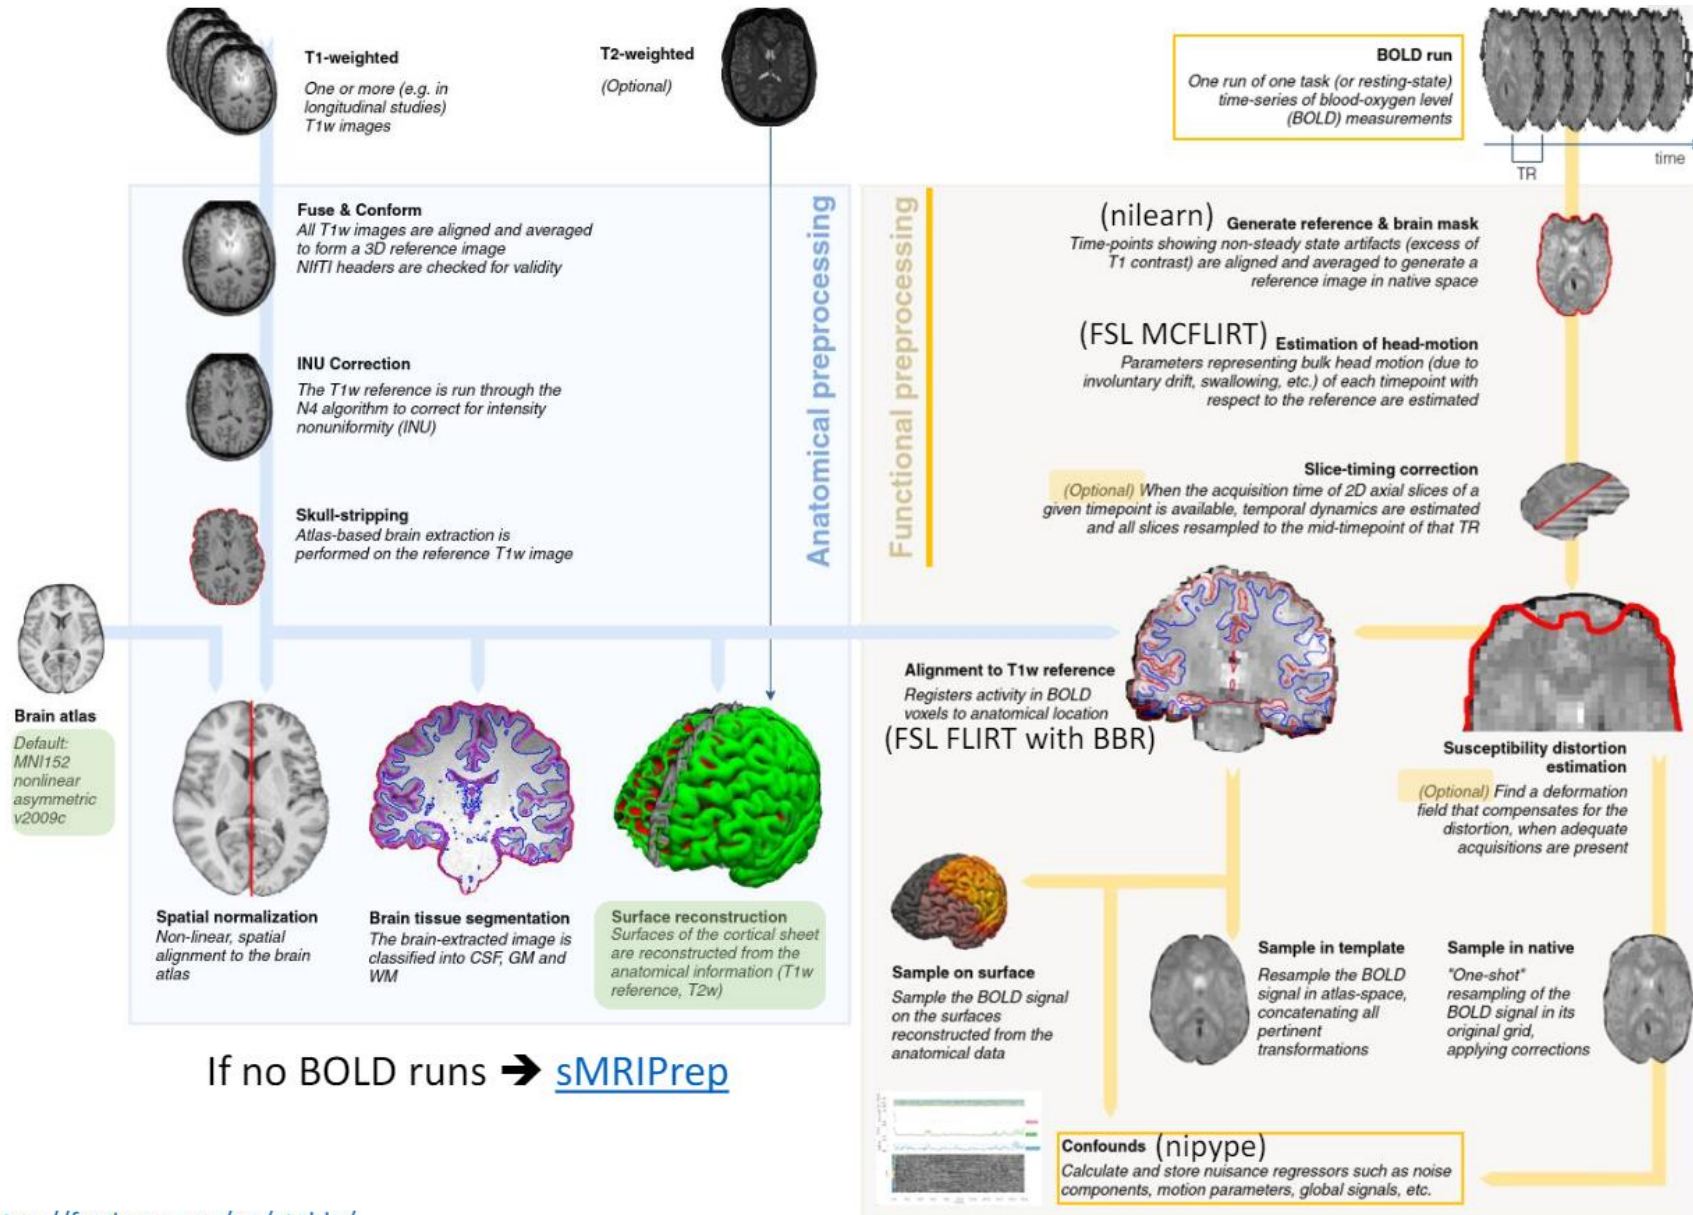 T1-weighted
One or more (e.g. in
longitudinal studies)
T1w images
T2-weighted
(Optional)
BOLD run
One run of one task (or resting-state)
time-series of blood-oxygen level
(BOLD) measurements
time
TR
Anatomical preprocessing
Fuse & Conform
All T1w images are aligned and averaged
to form a 3D reference image
NIfTI headers are checked for validity
INU Correction
The T1w reference is run through the
N4 algorithm to correct for intensity
nonuniformity (INU)
Skull-stripping
Atlas-based brain extraction is
performed on the reference T1w image
Brain atlas
Default:
MNI152
nonlinear
asymmetric
v2009c
Spatial normalization
Non-linear, spatial
alignment to the brain
atlas
Brain tissue segmentation
The brain-extracted image is
classified into CSF, GM and
WM
Surface reconstruction
Surfaces of the cortical sheet
are reconstructed from the
anatomical information (T1w
reference, T2w)
If no BOLD runs ➔ sMRIPrep
Functional preprocessing
(nilearn) Generate reference & brain mask
Time-points showing non-steady state artifacts (excess of
T1 contrast) are aligned and averaged to generate a
reference image in native space
(FSL MCFLIRT) Estimation of head-motion
Parameters representing bulk head motion (due to
involuntary drift, swallowing, etc.) of each timepoint with
respect to the reference are estimated
Slice-timing correction
(Optional) When the acquisition time of 2D axial slices of a
given timepoint is available, temporal dynamics are estimated
and all slices resampled to the mid-timepoint of that TR
Alignment to T1w reference
Registers activity in BOLD
voxels to anatomical location
(FSL FLIRT with BBR)
Susceptibility distortion
estimation
(Optional) Find a deformation
field that compensates for the
distortion, when adequate
acquisitions are present
Sample on surface
Sample the BOLD signal
on the surfaces
reconstructed from the
anatomical data
Sample in template
Resample the BOLD
signal in atlas-space,
concatenating all
pertinent
transformations
Sample in native
"One-shot"
resampling of the
BOLD signal in its
original grid,
applying corrections
Confounds (nipype)
Calculate and store nuisance regressors such as noise
components, motion parameters, global signals, etc.